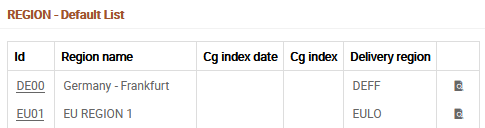 REGION - Default List
Id Region name Cg index date Cg index Delivery region
DE00 Germany - Frankfurt DEFF
EU01 EU REGION 1 EULO